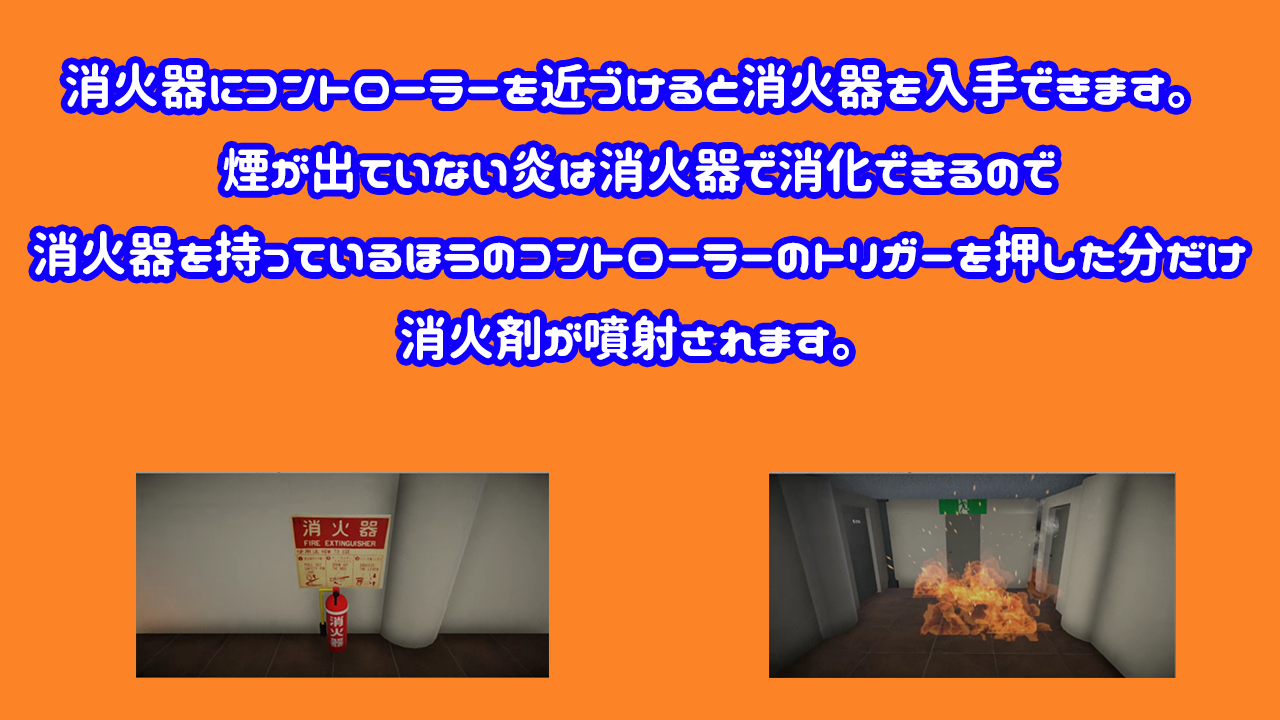 消火器にコントローラーを近づけると消火器を入手できます。
煙が出ていない炎は消火器で消化できるので
消火器を持っているほうのコントローラーのトリガーを押した分だけ
消火剤が噴射されます。
消火器
FIRE EXTINGUISHER
使用法 HOW TO USE
消火器